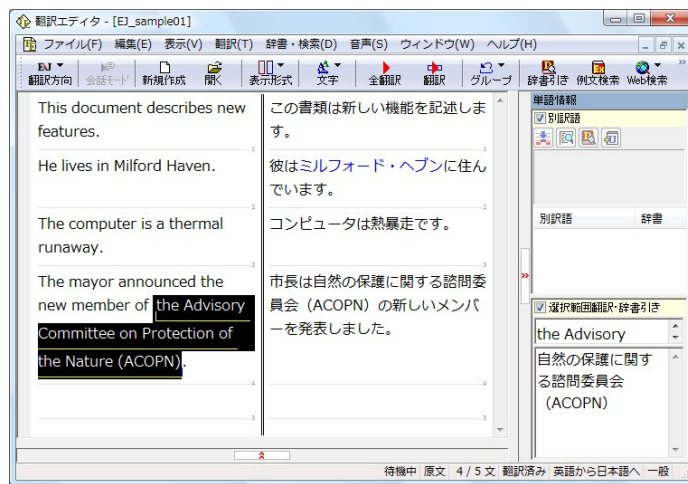 翻訳エディタ - [EJ_sample01]
ファイル(F) 編集(E) 表示(V) 翻訳(T) 辞書・検索(D) 音声(S) ウィンドウ(W) ヘルプ(H)
翻訳方向 会話モード 新規作成 開く 表示形式 文字 全翻訳 翻訳 グループ 辞書引き 例文検索 Web検索
This document describes new
features.
この書類は新しい機能を記述しま
す。
1
1
He lives in Milford Haven.
彼はミルフォード・ヘブンに住ん
でいます。
2
2
The computer is a thermal
runaway.
コンピュータは熱暴走です。
3
3
The mayor announced the
new member of the Advisory
Committee on Protection of
the Nature (ACOPN).
市長は自然の保護に関する諮問委
員会（ACOPN）の新しいメンバ
ーを発表しました。
4
4
5
5
単語情報
別訳語
別訳語 辞書
選択範囲翻訳・辞書引き
the Advisory
自然の保護に関す
る諮問委員会
（ACOPN）
待機中 原文 4 / 5 文 翻訳済み 英語から日本語へ 一般